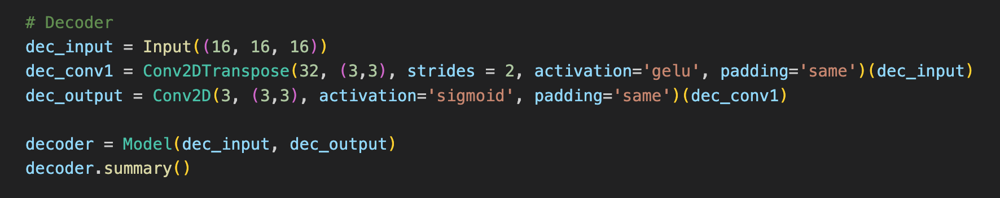 # Decoder
dec_input = Input((16, 16, 16))
dec_conv1 = Conv2DTranspose(32, (3,3), strides = 2, activation='gelu', padding='same')(dec_input)
dec_output = Conv2D(3, (3,3), activation='sigmoid', padding='same')(dec_conv1)
decoder = Model(dec_input, dec_output)
decoder.summary()